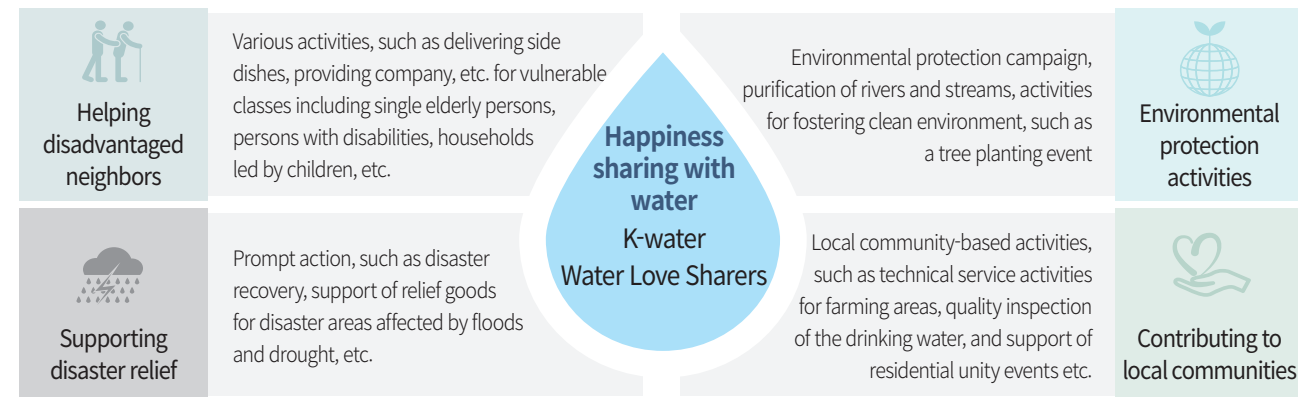 Helping
disadvantaged
neighbors
Various activities, such as delivering side
dishes, providing company, etc. for vulnerable
classes including single elderly persons,
persons with disabilities, households
led by children, etc.
Happiness
sharing with
water
K-water
Water Love Sharers
Environmental protection campaign,
purification of rivers and streams, activities
for fostering clean environment, such as
a tree planting event
Environmental
protection
activities
Supporting
disaster relief
Prompt action, such as disaster
recovery, support of relief goods
for disaster areas affected by floods
and drought, etc.
Local community-based activities,
such as technical service activities
for farming areas, quality inspection
of the drinking water, and support of
residential unity events etc.
Contributing to
local communities